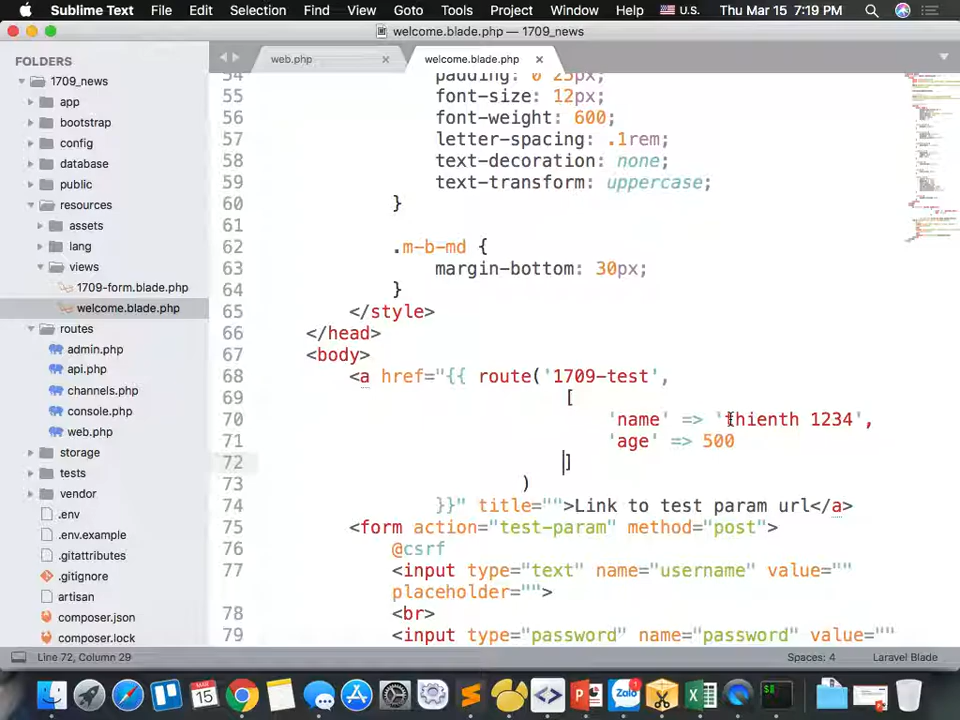 Sublime Text File Edit Selection Find View Goto Tools Project Window Help U.S. Thu Mar 15 7:19 PM
welcome.blade.php — 1709_news
FOLDERS
1709_news
app
bootstrap
config
database
public
resources
assets
lang
views
1709-form.blade.php
welcome.blade.php
routes
admin.php
api.php
channels.php
console.php
web.php
storage
tests
vendor
.env
.env.example
.gitattributes
.gitignore
artisan
composer.json
composer.lock
web.php welcome.blade.php
54 padding: 0 25px;
55 font-size: 12px;
56 font-weight: 600;
57 letter-spacing: .1rem;
58 text-decoration: none;
59 text-transform: uppercase;
60 }
61
62 .m-b-md {
63 margin-bottom: 30px;
64 }
65 </style>
66 </head>
67 <body>
68 <a href="{{ route('1709-test',
69 [
70 'name' => 'thienth 1234',
71 'age' => 500
72 ]
73 )
74 }}" title="">Link to test param url</a>
75 <form action="test-param" method="post">
76 @csrf
77 <input type="text" name="username" value=""
placeholder="">
78 <br>
79 <input type="password" name="password" value=""
Line 72, Column 29 Spaces: 4 Laravel Blade
MAR
15
Zalo
1